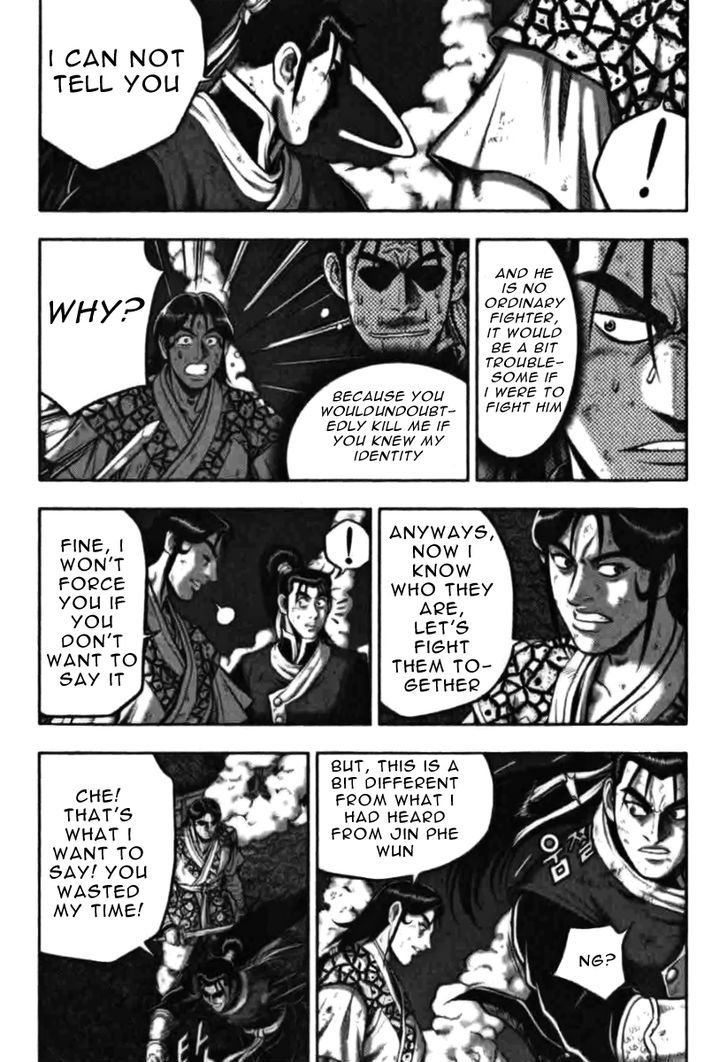 I CAN NOT
TELL YOU
!
WHY?
BECAUSE YOU
WOULDUNDOUBT-
EDLY KILL ME IF
YOU KNEW MY
IDENTITY
AND HE
IS NO
ORDINARY
FIGHTER,
IT WOULD
BE A BIT
TROUBLE-
SOME IF
I WERE TO
FIGHT HIM
FINE, I
WON'T
FORCE
YOU IF
YOU
DON'T
WANT TO
SAY IT
!
ANYWAYS,
NOW I
KNOW
WHO THEY
ARE,
LET'S
FIGHT
THEM TO-
GETHER
CHE!
THAT'S
WHAT I
WANT TO
SAY! YOU
WASTED
MY TIME!
BUT, THIS IS A
BIT DIFFERENT
FROM WHAT I
HAD HEARD
FROM JIN PHE
WUN
NG?